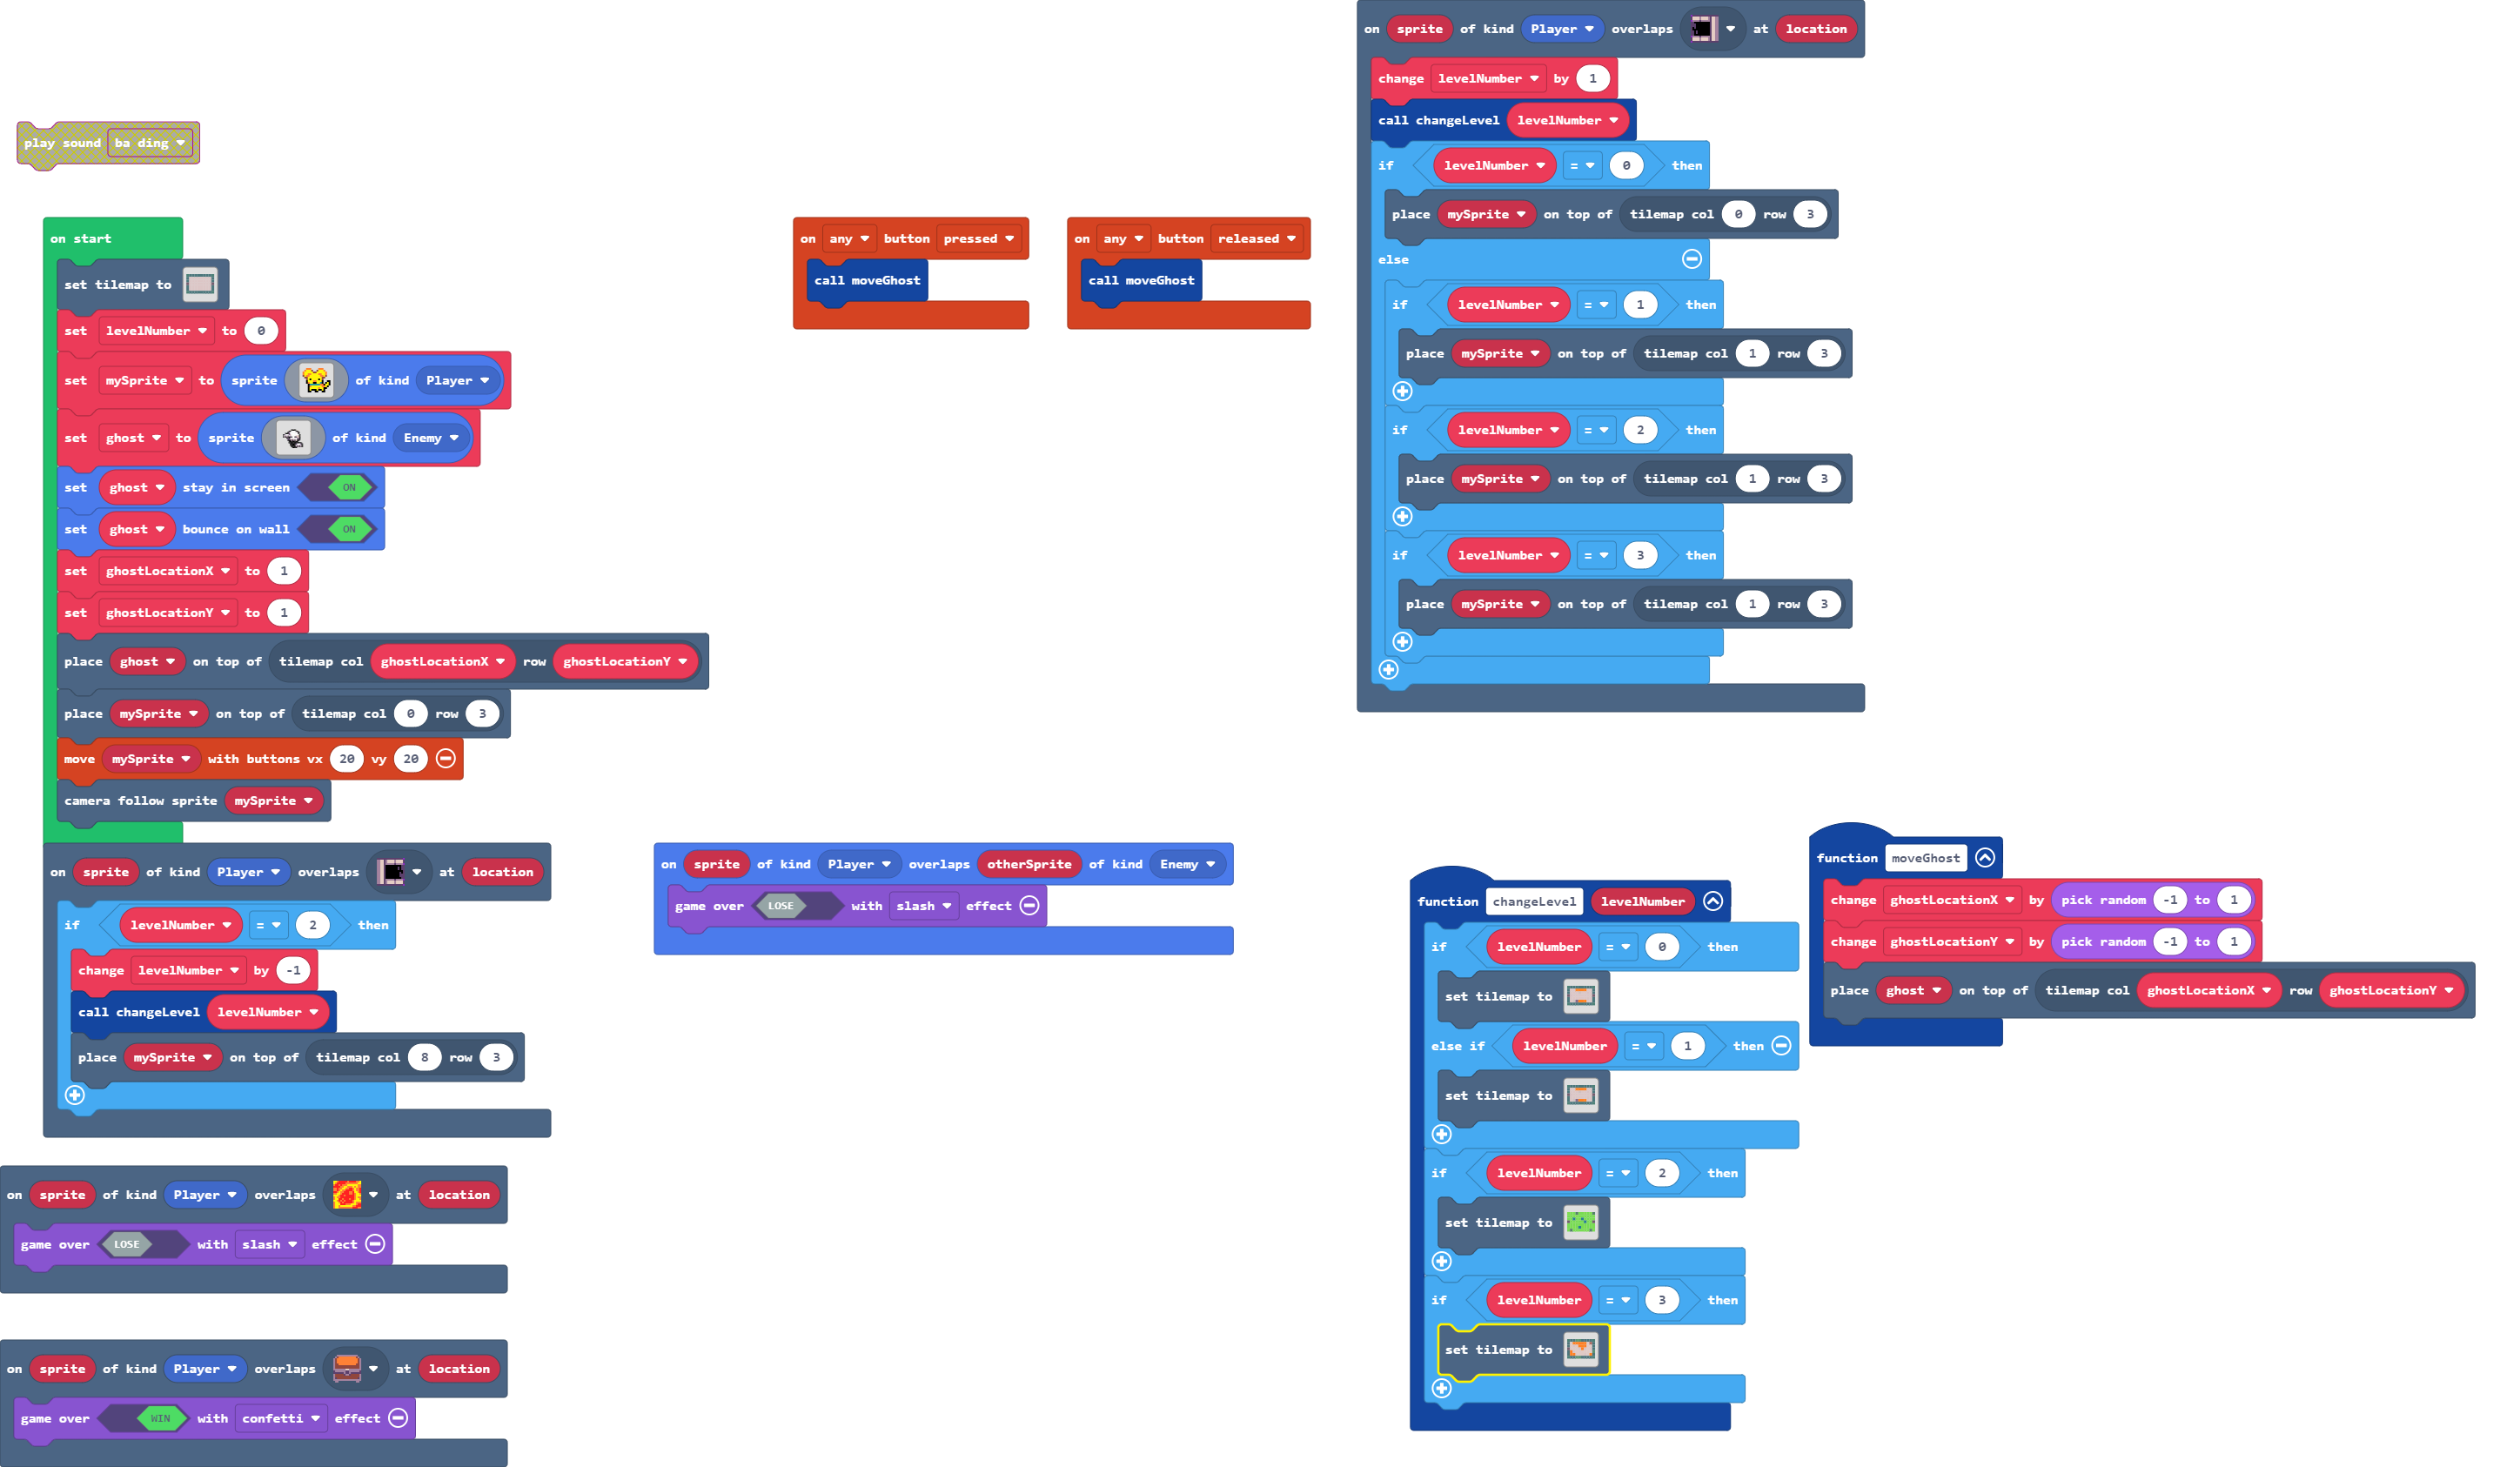 play sound ba ding
on start
set tilemap to
set levelNumber to 0
set mySprite to sprite of kind Player
set ghost to sprite of kind Enemy
set ghost stay in screen ON
set ghost bounce on wall ON
set ghostLocationX to 1
set ghostLocationY to 1
place ghost on top of tilemap col ghostLocationX row ghostLocationY
place mySprite on top of tilemap col 0 row 3
move mySprite with buttons vx 20 vy 20
camera follow sprite mySprite
on any button pressed
call moveGhost
on any button released
call moveGhost
on sprite of kind Player overlaps at location
change levelNumber by 1
call changeLevel levelNumber
if levelNumber = 0 then
place mySprite on top of tilemap col 0 row 3
else
if levelNumber = 1 then
place mySprite on top of tilemap col 1 row 3
if levelNumber = 2 then
place mySprite on top of tilemap col 1 row 3
if levelNumber = 3 then
place mySprite on top of tilemap col 1 row 3
on sprite of kind Player overlaps at location
if levelNumber = 2 then
change levelNumber by -1
call changeLevel levelNumber
place mySprite on top of tilemap col 8 row 3
on sprite of kind Player overlaps otherSprite of kind Enemy
game over LOSE with slash effect
function changeLevel levelNumber
if levelNumber = 0 then
set tilemap to
else if levelNumber = 1 then
set tilemap to
if levelNumber = 2 then
set tilemap to
if levelNumber = 3 then
set tilemap to
function moveGhost
change ghostLocationX by pick random -1 to 1
change ghostLocationY by pick random -1 to 1
place ghost on top of tilemap col ghostLocationX row ghostLocationY
on sprite of kind Player overlaps at location
game over LOSE with slash effect
on sprite of kind Player overlaps at location
game over WIN with confetti effect